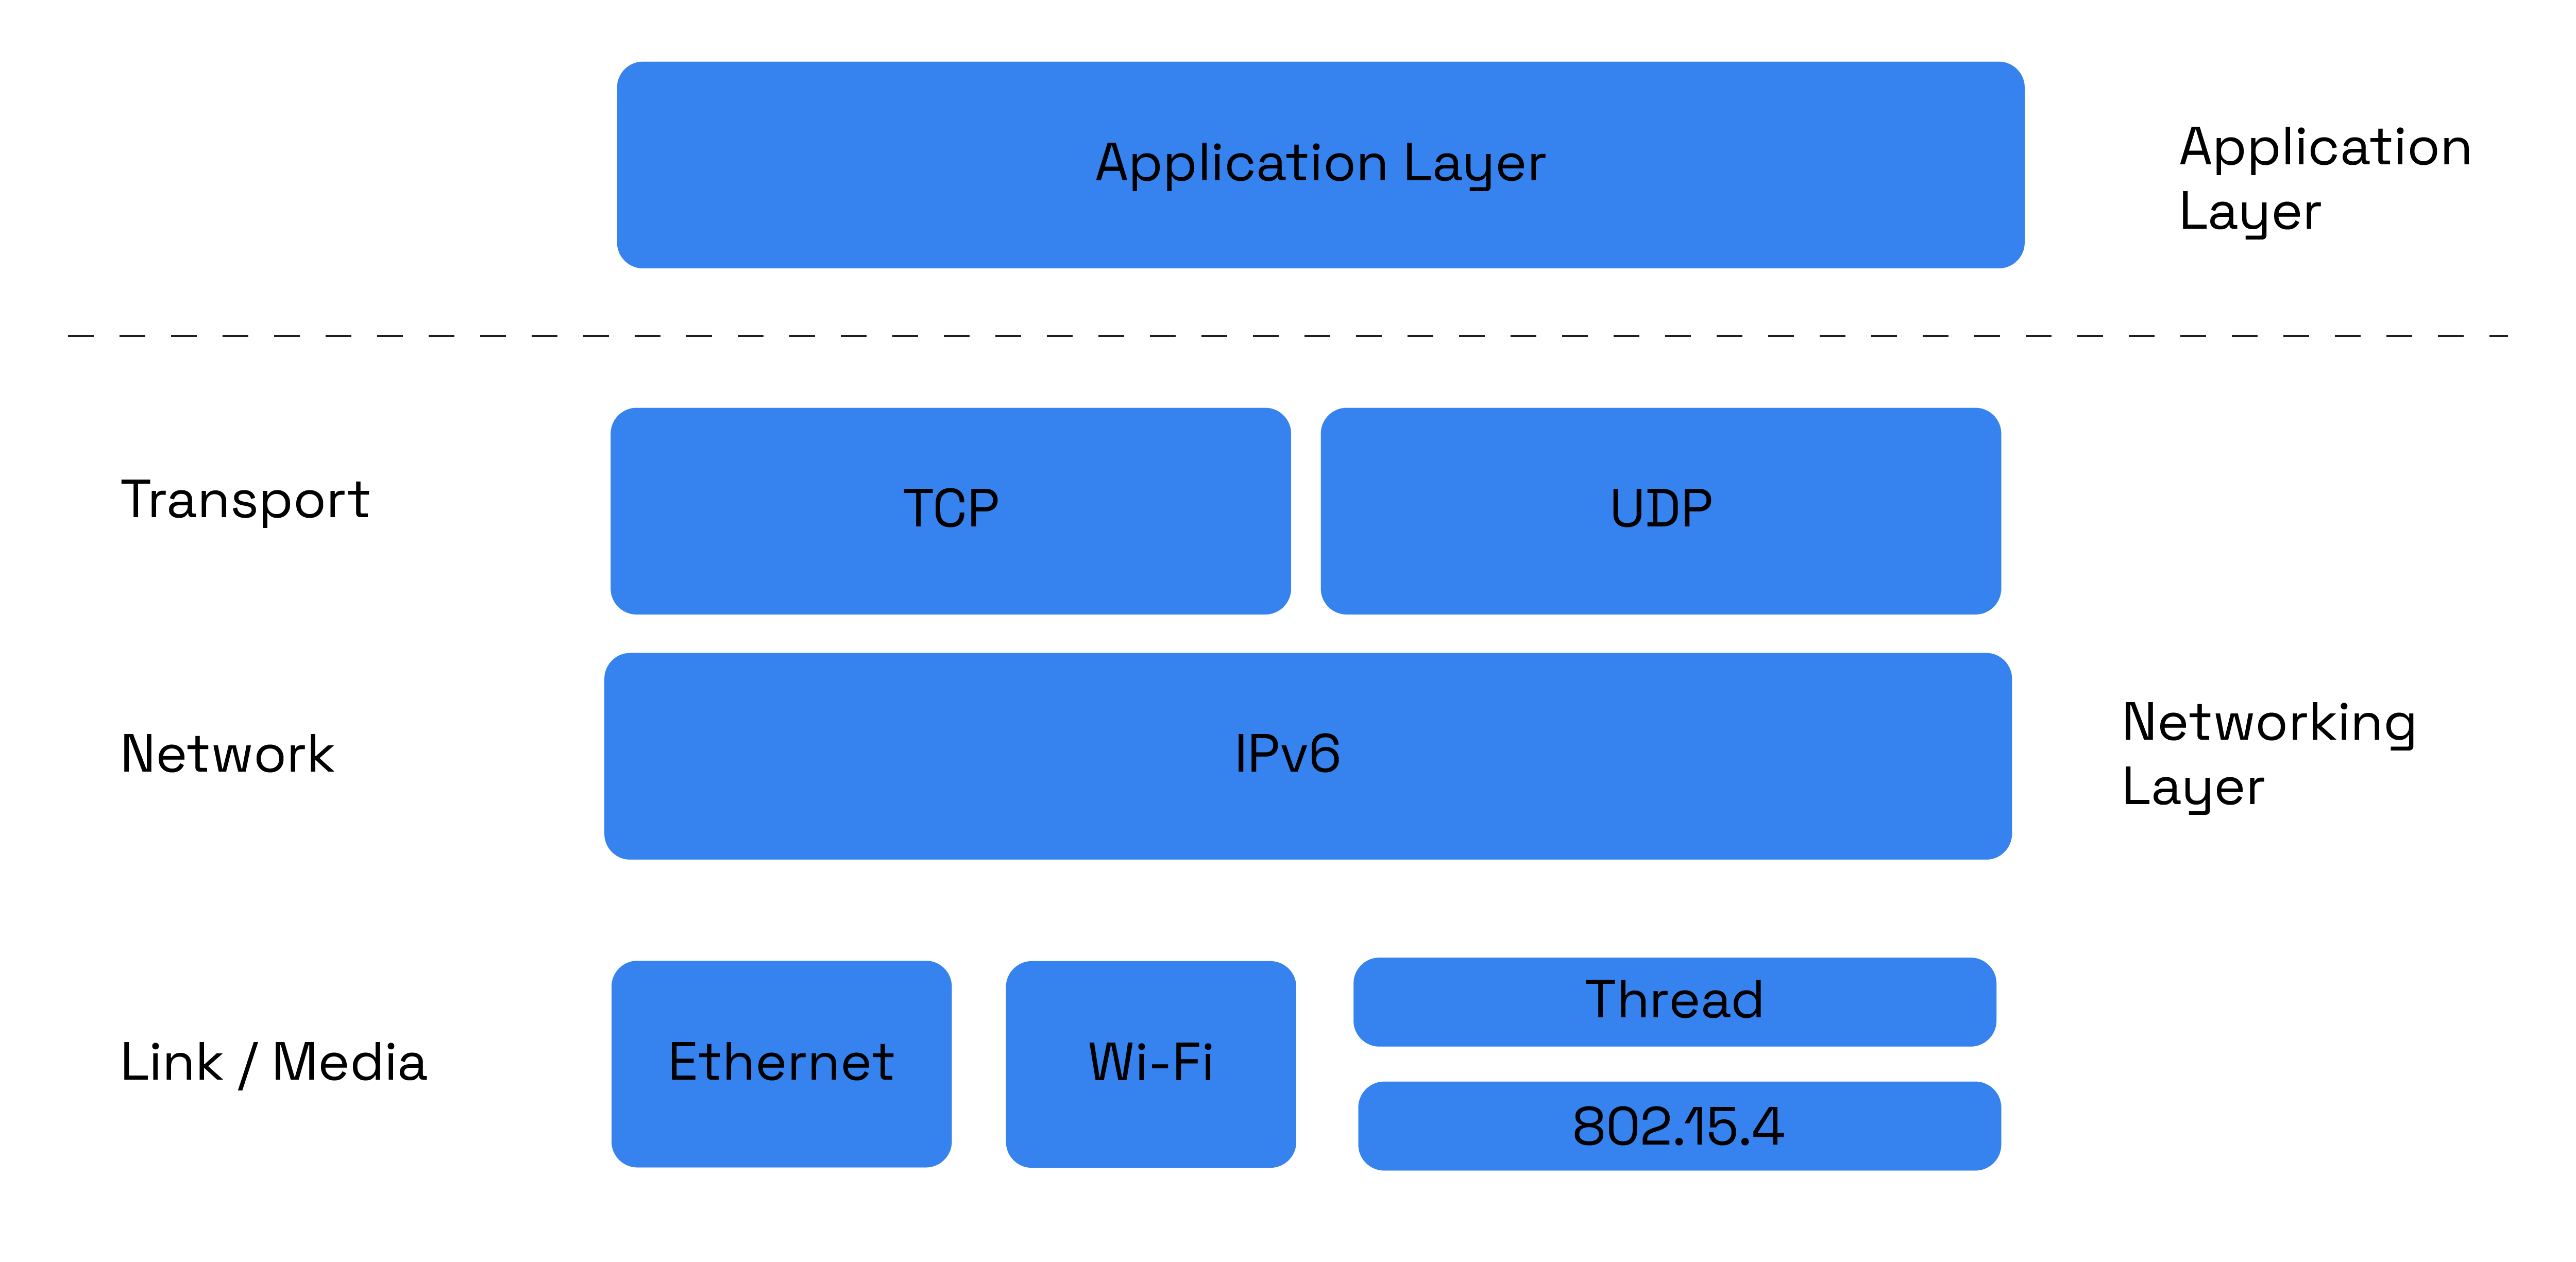 Application Layer
Application
Layer
Transport
TCP
UDP
Network
IPv6
Networking
Layer
Link / Media
Ethernet
Wi-Fi
Thread
802.15.4